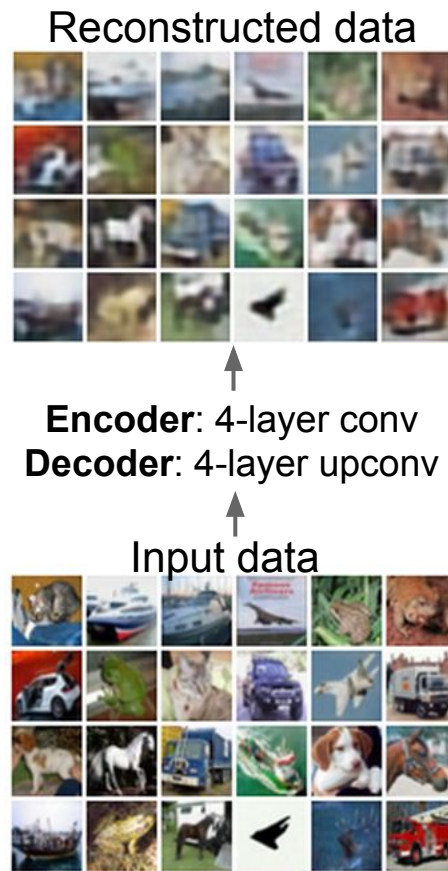 Reconstructed data
Encoder: 4-layer conv
Decoder: 4-layer upconv
Input data